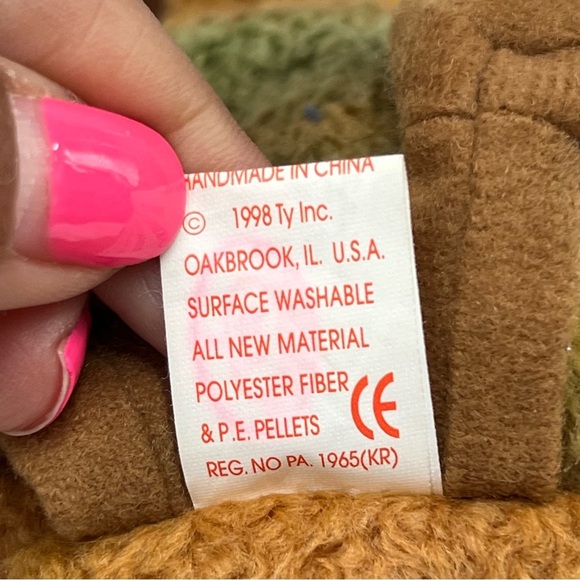 HANDMADE IN CHINA
© 1998 Ty Inc.
OAKBROOK, IL. U.S.A.
SURFACE WASHABLE
ALL NEW MATERIAL
POLYESTER FIBER
& P.E. PELLETS CE
REG. NO PA. 1965(KR)